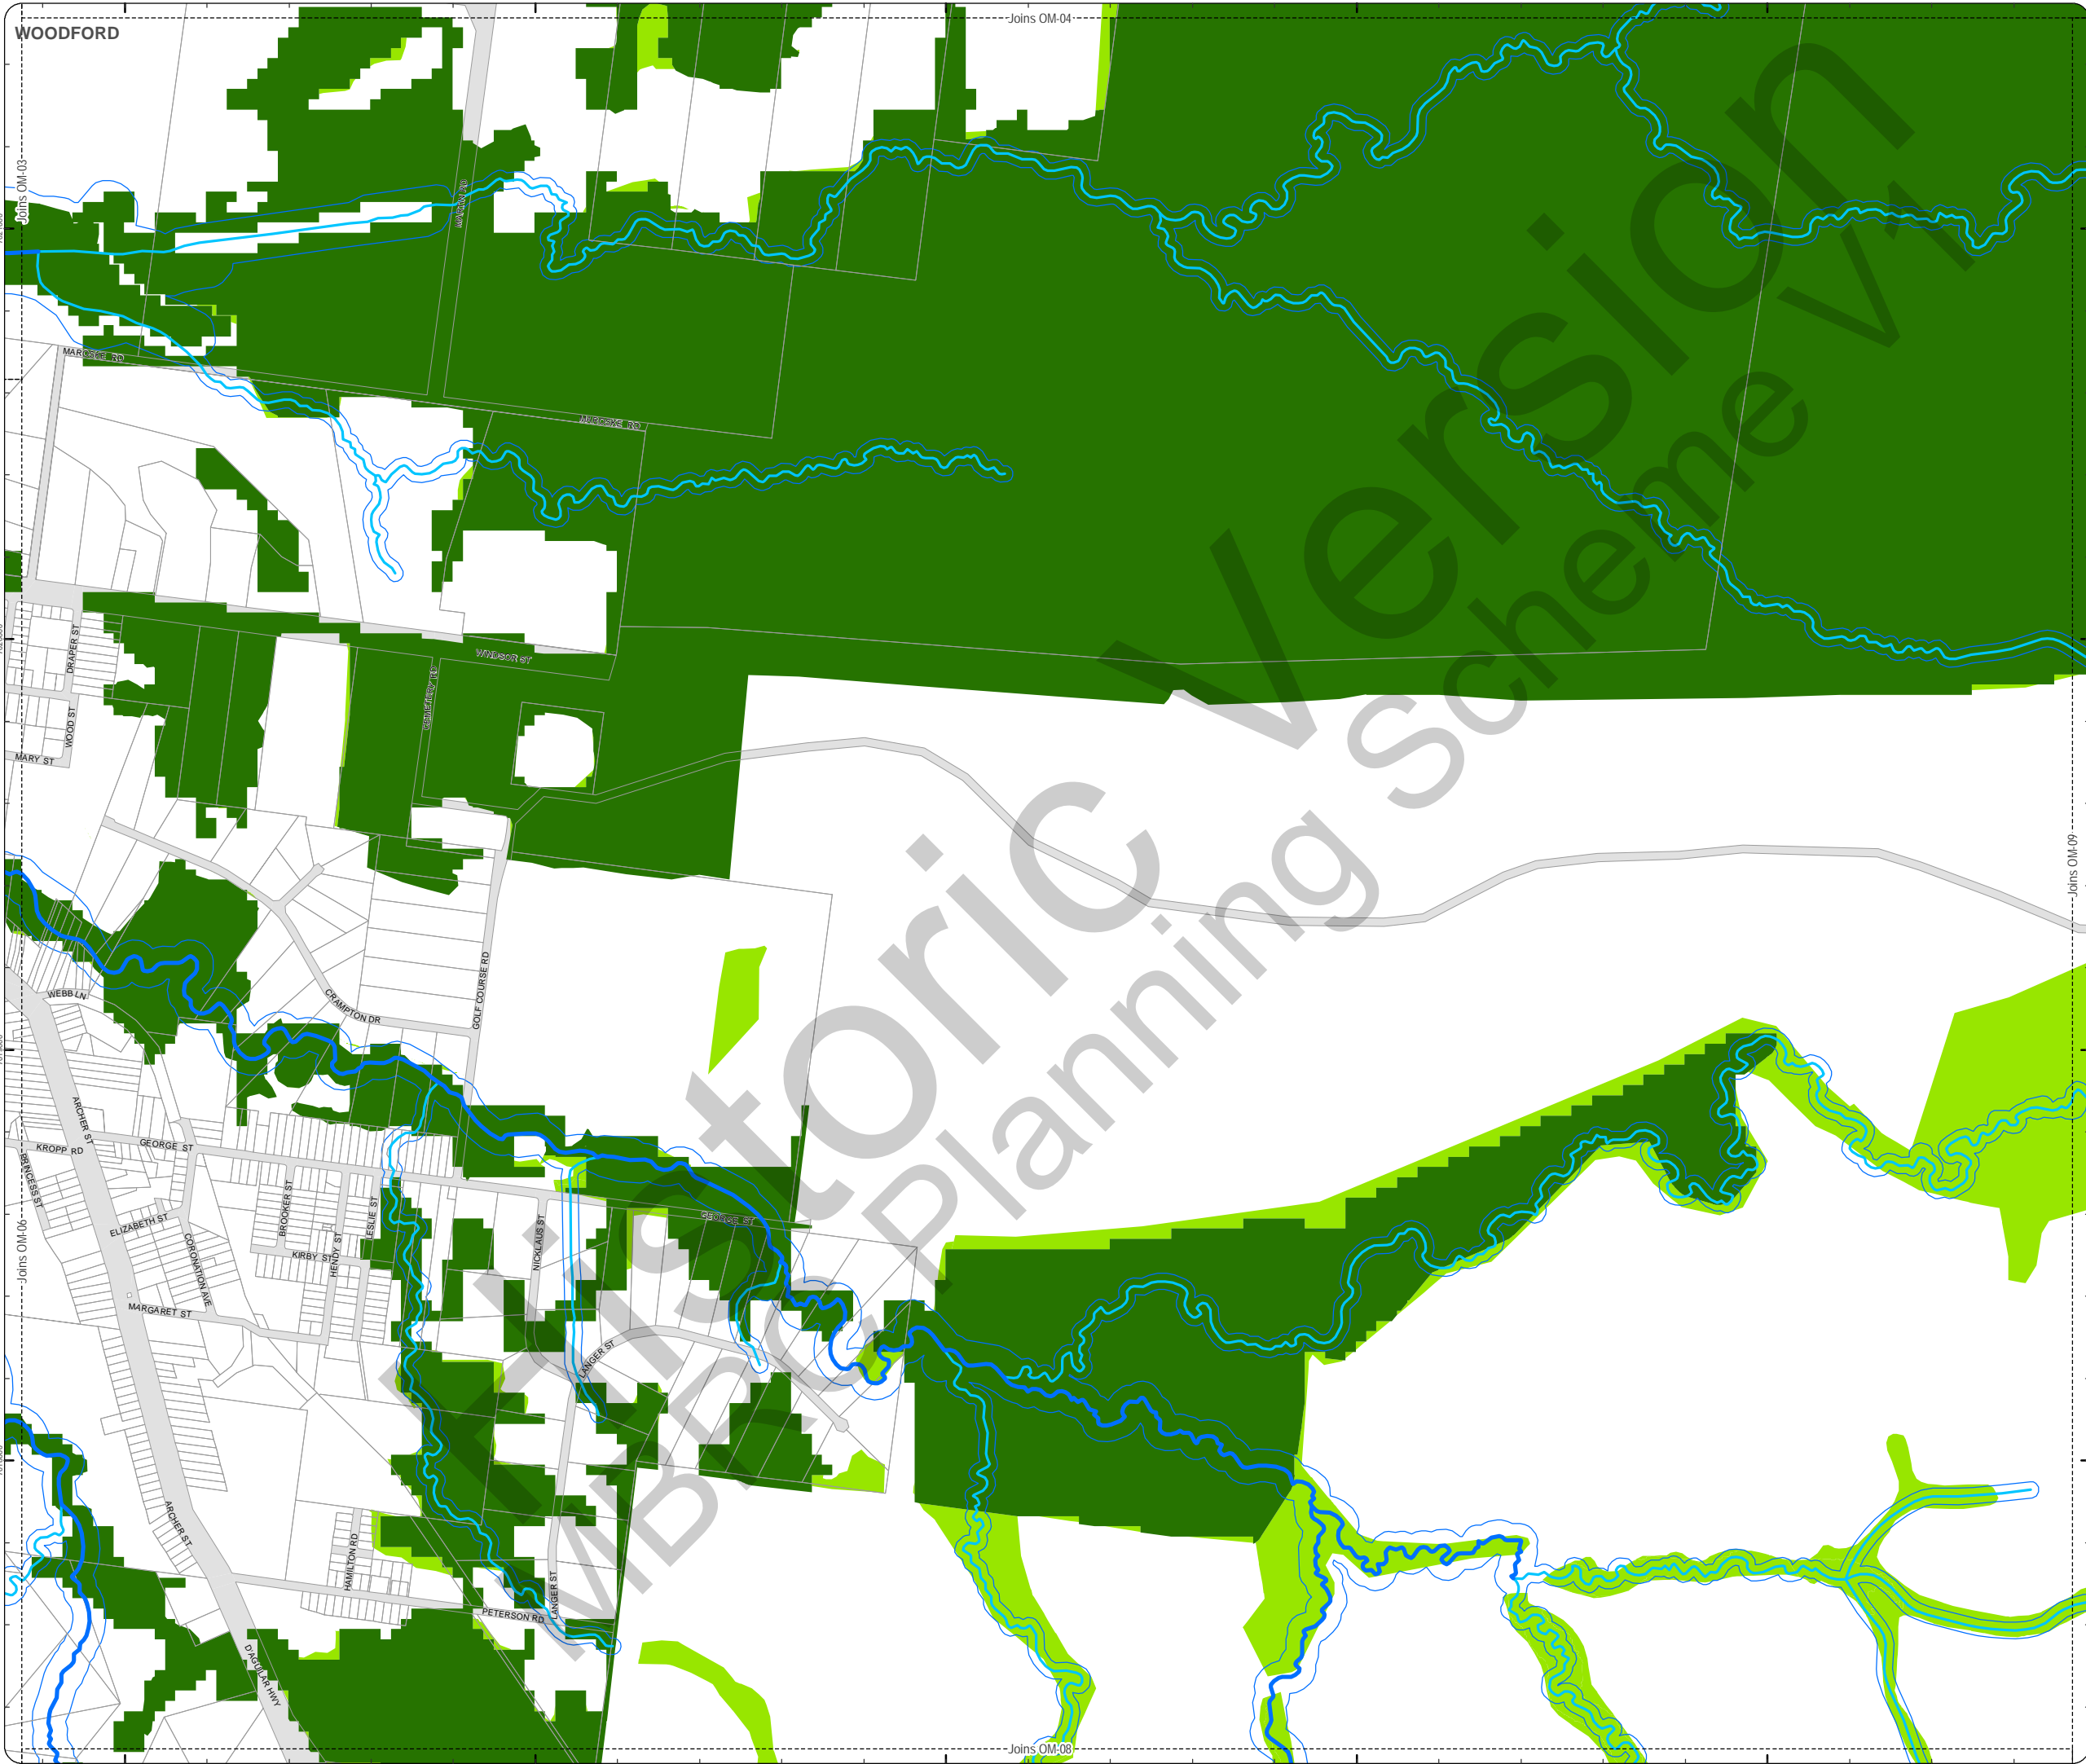 WOODFORD
Joins OM-04
Joins OM-03
MAROSKE RD
MAROSKE RD
DRAPER ST
WINDSOR ST
CEMETERY RD
WOOD ST
MARY ST
Joins OM-09
WEBB LN
CRAMPTON DR
GOLF COURSE RD
ARCHER ST
KROPP RD
GEORGE ST
PRINCESS ST
BROOKER ST
LESLIE ST
ELIZABETH ST
HENDY ST
KIRBY ST
CORONATION AVE
NICKLAUS ST
GEORGE ST
Joins OM-06
MARGARET ST
LANGER ST
ARCHER ST
HAMILTON RD
LANGER ST
PETERSON RD
D'AGUILAR HWY
Joins OM-08
Historic Version
MBRC Planning Scheme V1